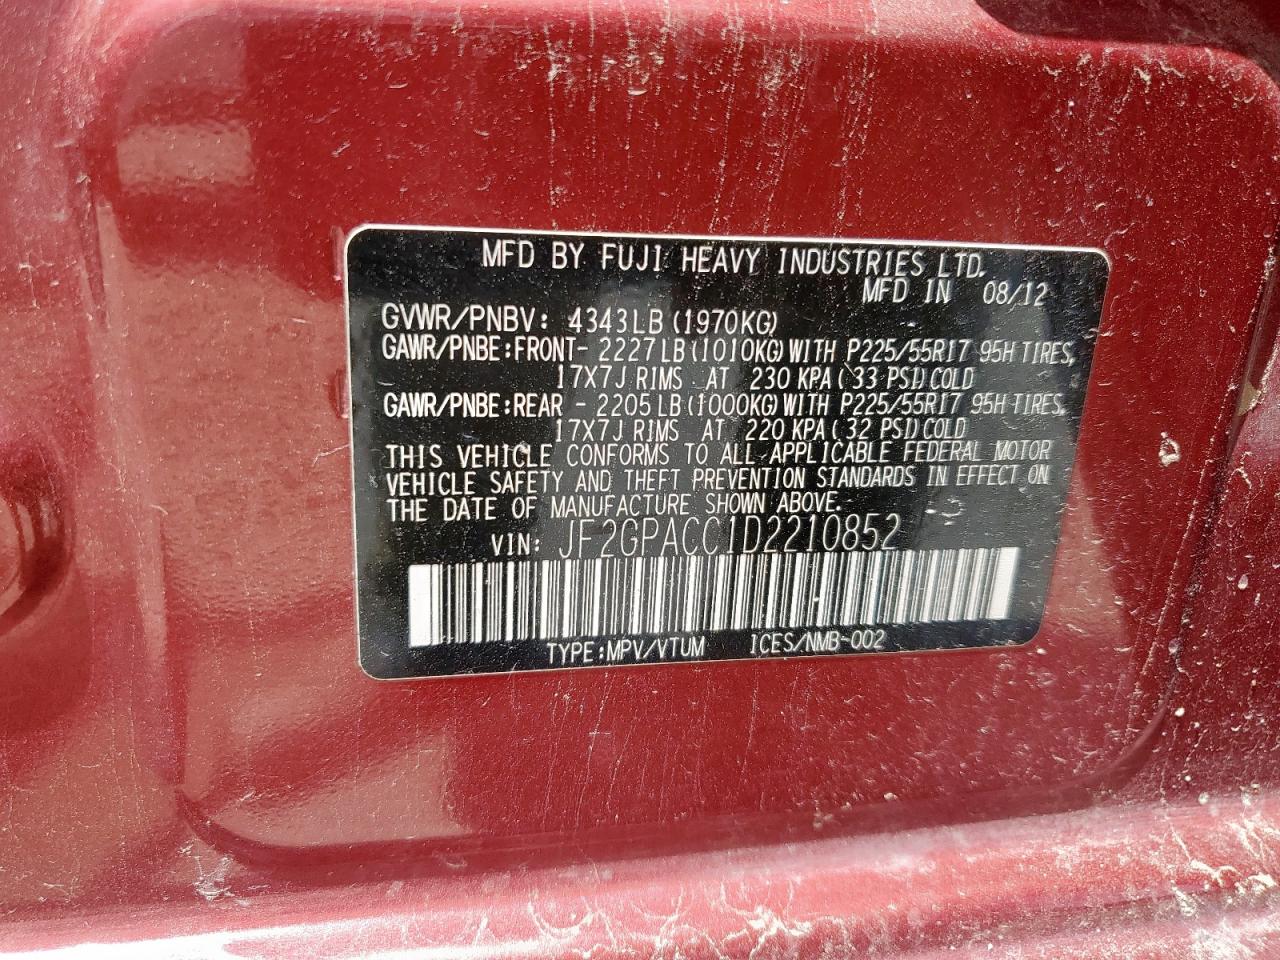 MFD BY FUJI HEAVY INDUSTRIES LTD.
MFD IN 08/12
GVWR/PNBV: 4343LB (1970KG)
GAWR/PNBE:FRONT- 2227LB(1010KG)WITH P225/55R17 95H TIRES,
17X7J RIMS AT 230 KPA(33 PSI)COLD
GAWR/PNBE:REAR - 2205LB(1000KG)WITH P225/55R17 95H TIRES,
17X7J RIMS AT 220 KPA(32 PSI)COLD
THIS VEHICLE CONFORMS TO ALL APPLICABLE FEDERAL MOTOR
VEHICLE SAFETY AND THEFT PREVENTION STANDARDS IN EFFECT ON
THE DATE OF MANUFACTURE SHOWN ABOVE.
VIN: JF2GPACC1D2210852
TYPE:MPV/VTUM ICES/NMB-002